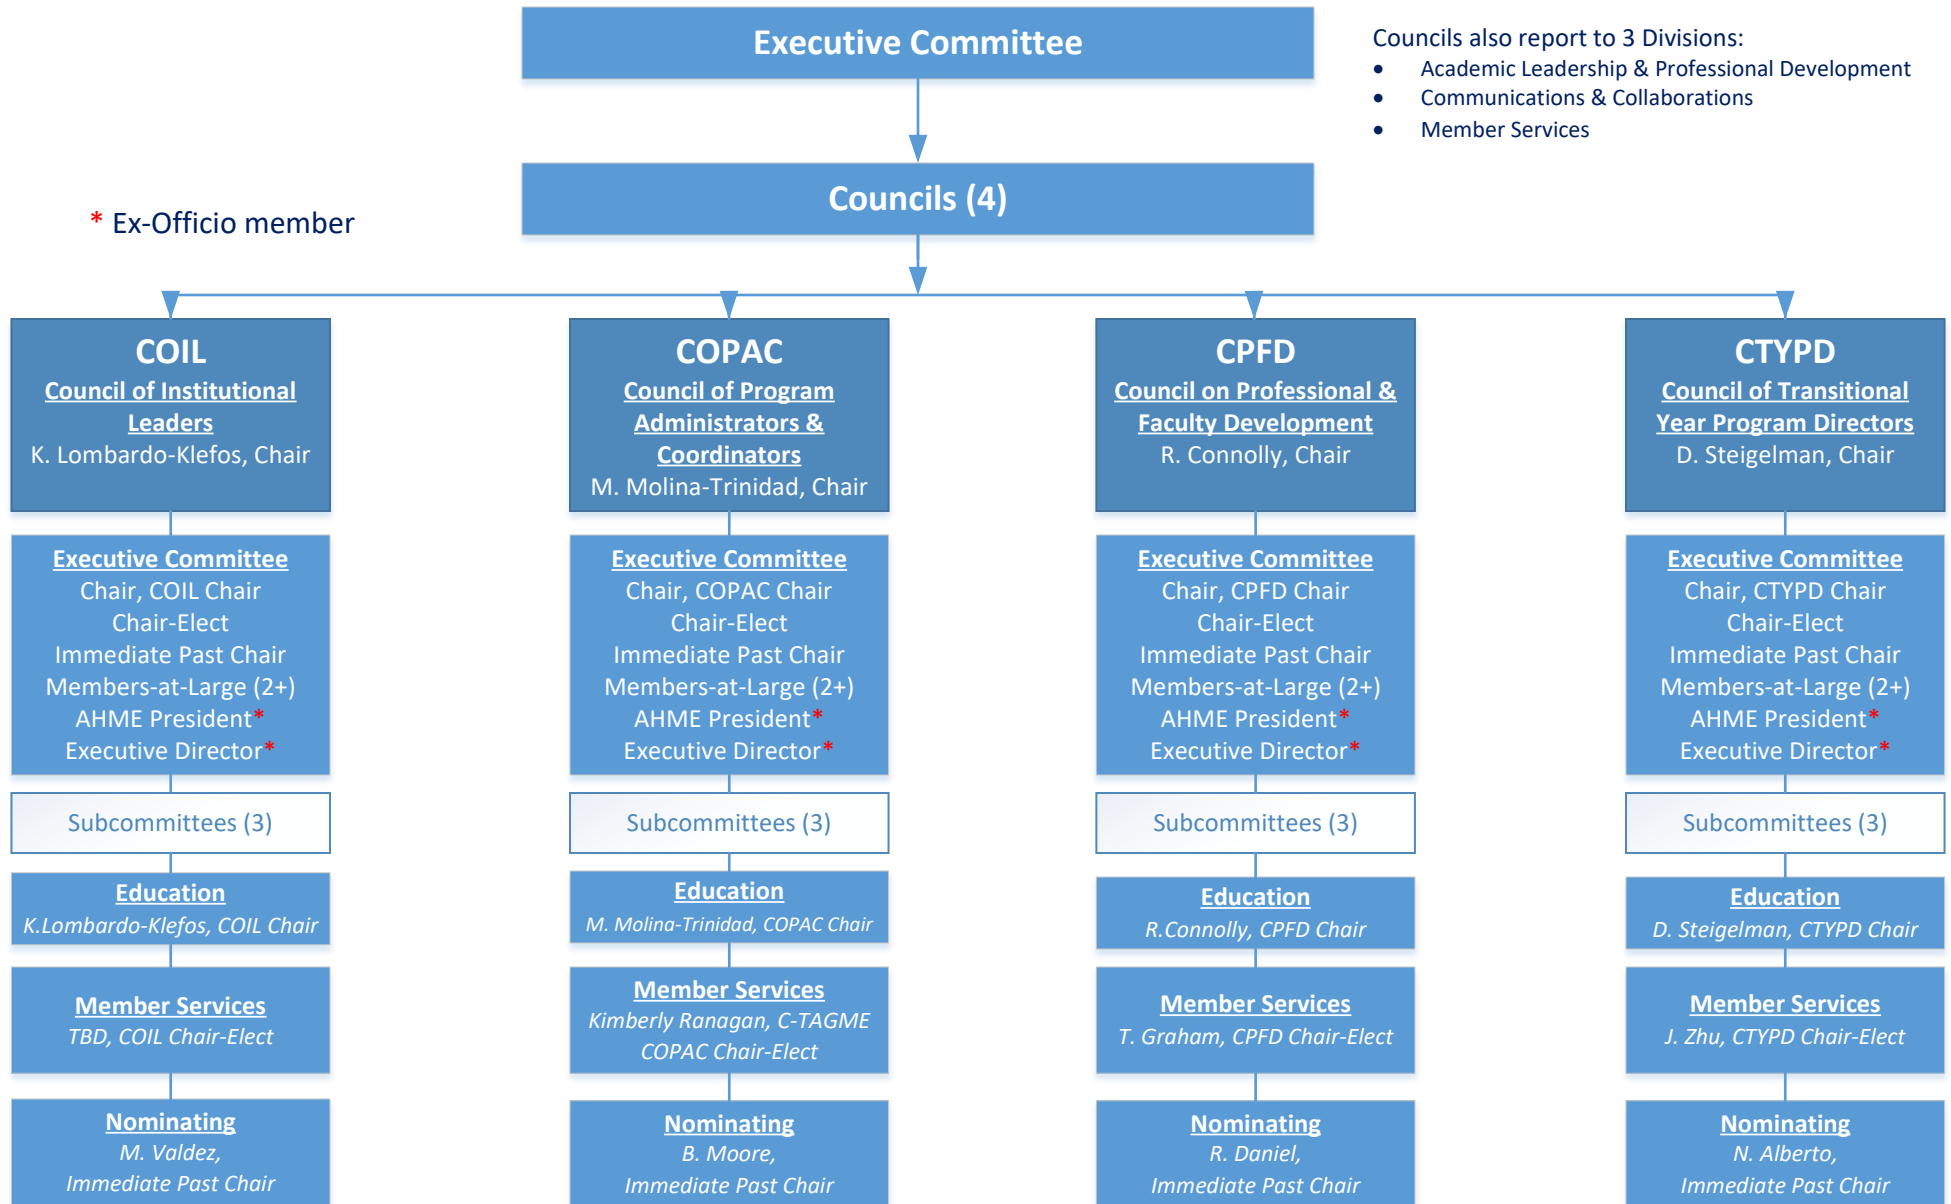 Executive Committee
Councils also report to 3 Divisions:
• Academic Leadership & Professional Development
• Communications & Collaborations
• Member Services
Councils (4)
* Ex-Officio member
COIL
Council of Institutional
Leaders
K. Lombardo-Klefos, Chair
COPAC
Council of Program
Administrators &
Coordinators
M. Molina-Trinidad, Chair
CPFD
Council on Professional &
Faculty Development
R. Connolly, Chair
CTYPD
Council of Transitional
Year Program Directors
D. Steigelman, Chair
Executive Committee
Chair, COIL Chair
Chair-Elect
Immediate Past Chair
Members-at-Large (2+)
AHME President*
Executive Director*
Executive Committee
Chair, COPAC Chair
Chair-Elect
Immediate Past Chair
Members-at-Large (2+)
AHME President*
Executive Director*
Executive Committee
Chair, CPFD Chair
Chair-Elect
Immediate Past Chair
Members-at-Large (2+)
AHME President*
Executive Director*
Executive Committee
Chair, CTYPD Chair
Chair-Elect
Immediate Past Chair
Members-at-Large (2+)
AHME President*
Executive Director*
Subcommittees (3)
Subcommittees (3)
Subcommittees (3)
Subcommittees (3)
Education
K.Lombardo-Klefos, COIL Chair
Education
M. Molina-Trinidad, COPAC Chair
Education
R.Connolly, CPFD Chair
Education
D. Steigelman, CTYPD Chair
Member Services
TBD, COIL Chair-Elect
Member Services
Kimberly Ranagan, C-TAGME
COPAC Chair-Elect
Member Services
T. Graham, CPFD Chair-Elect
Member Services
J. Zhu, CTYPD Chair-Elect
Nominating
M. Valdez,
Immediate Past Chair
Nominating
B. Moore,
Immediate Past Chair
Nominating
R. Daniel,
Immediate Past Chair
Nominating
N. Alberto,
Immediate Past Chair